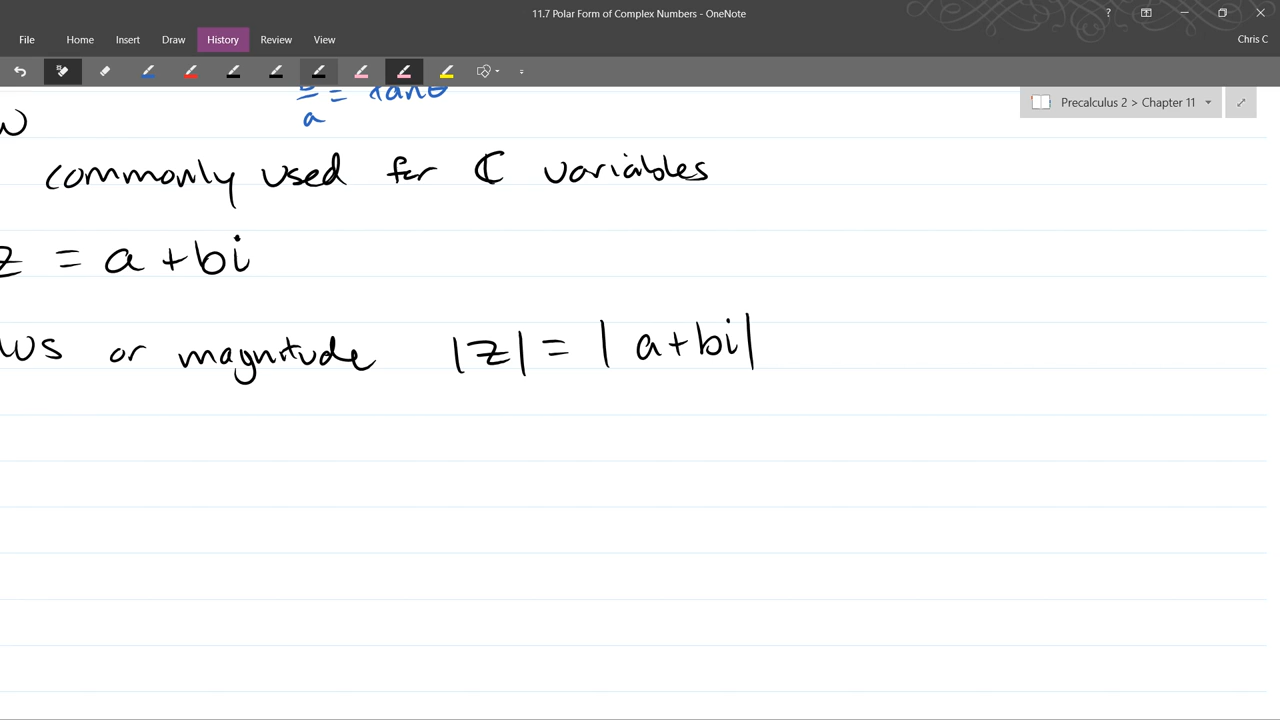 11.7 Polar Form of Complex Numbers - OneNote
File Home Insert Draw History Review View Chris C
Precalculus 2 > Chapter 11
= tanθ
a
commonly used for ℂ variables
z = a + bi
or magnitude |z| = |a+bi|